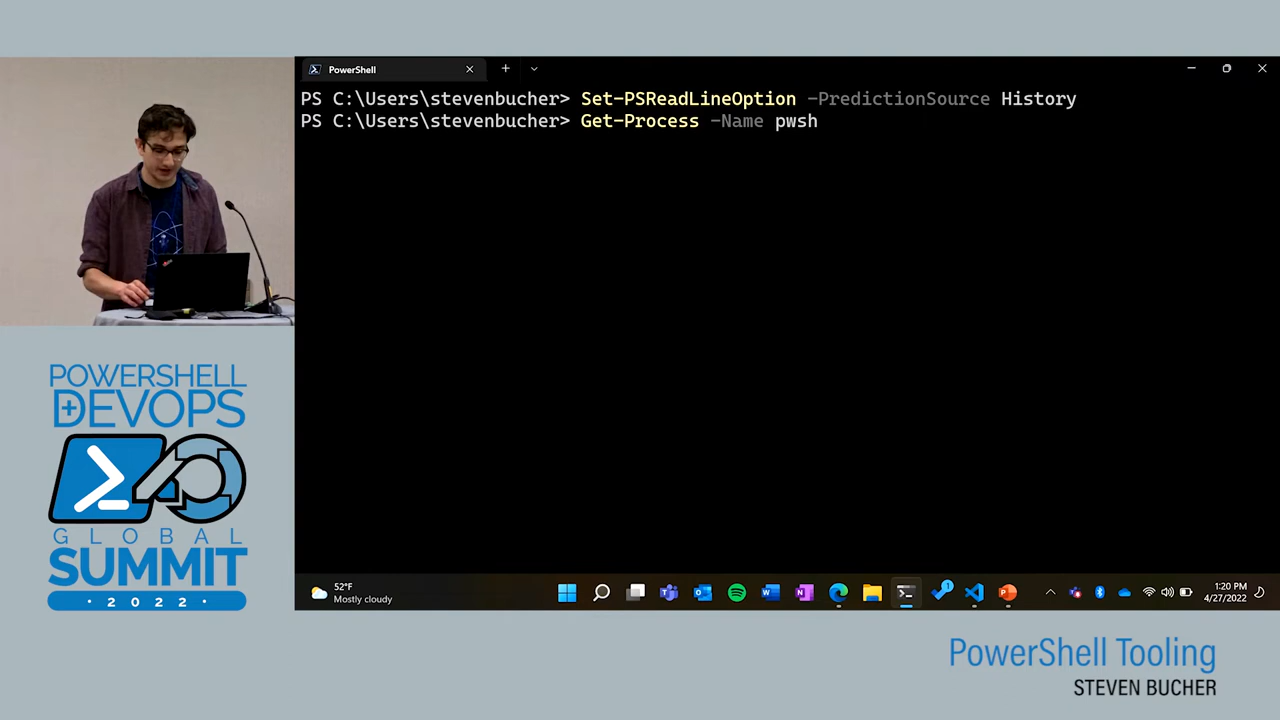 PowerShell
PS C:\Users\stevenbucher> Set-PSReadLineOption -PredictionSource History
PS C:\Users\stevenbucher> Get-Process -Name pwsh
POWERSHELL
+DEVOPS
GLOBAL
SUMMIT
· 2022 ·
52°F
Mostly cloudy
1
1:20 PM
4/27/2022
PowerShell Tooling
STEVEN BUCHER